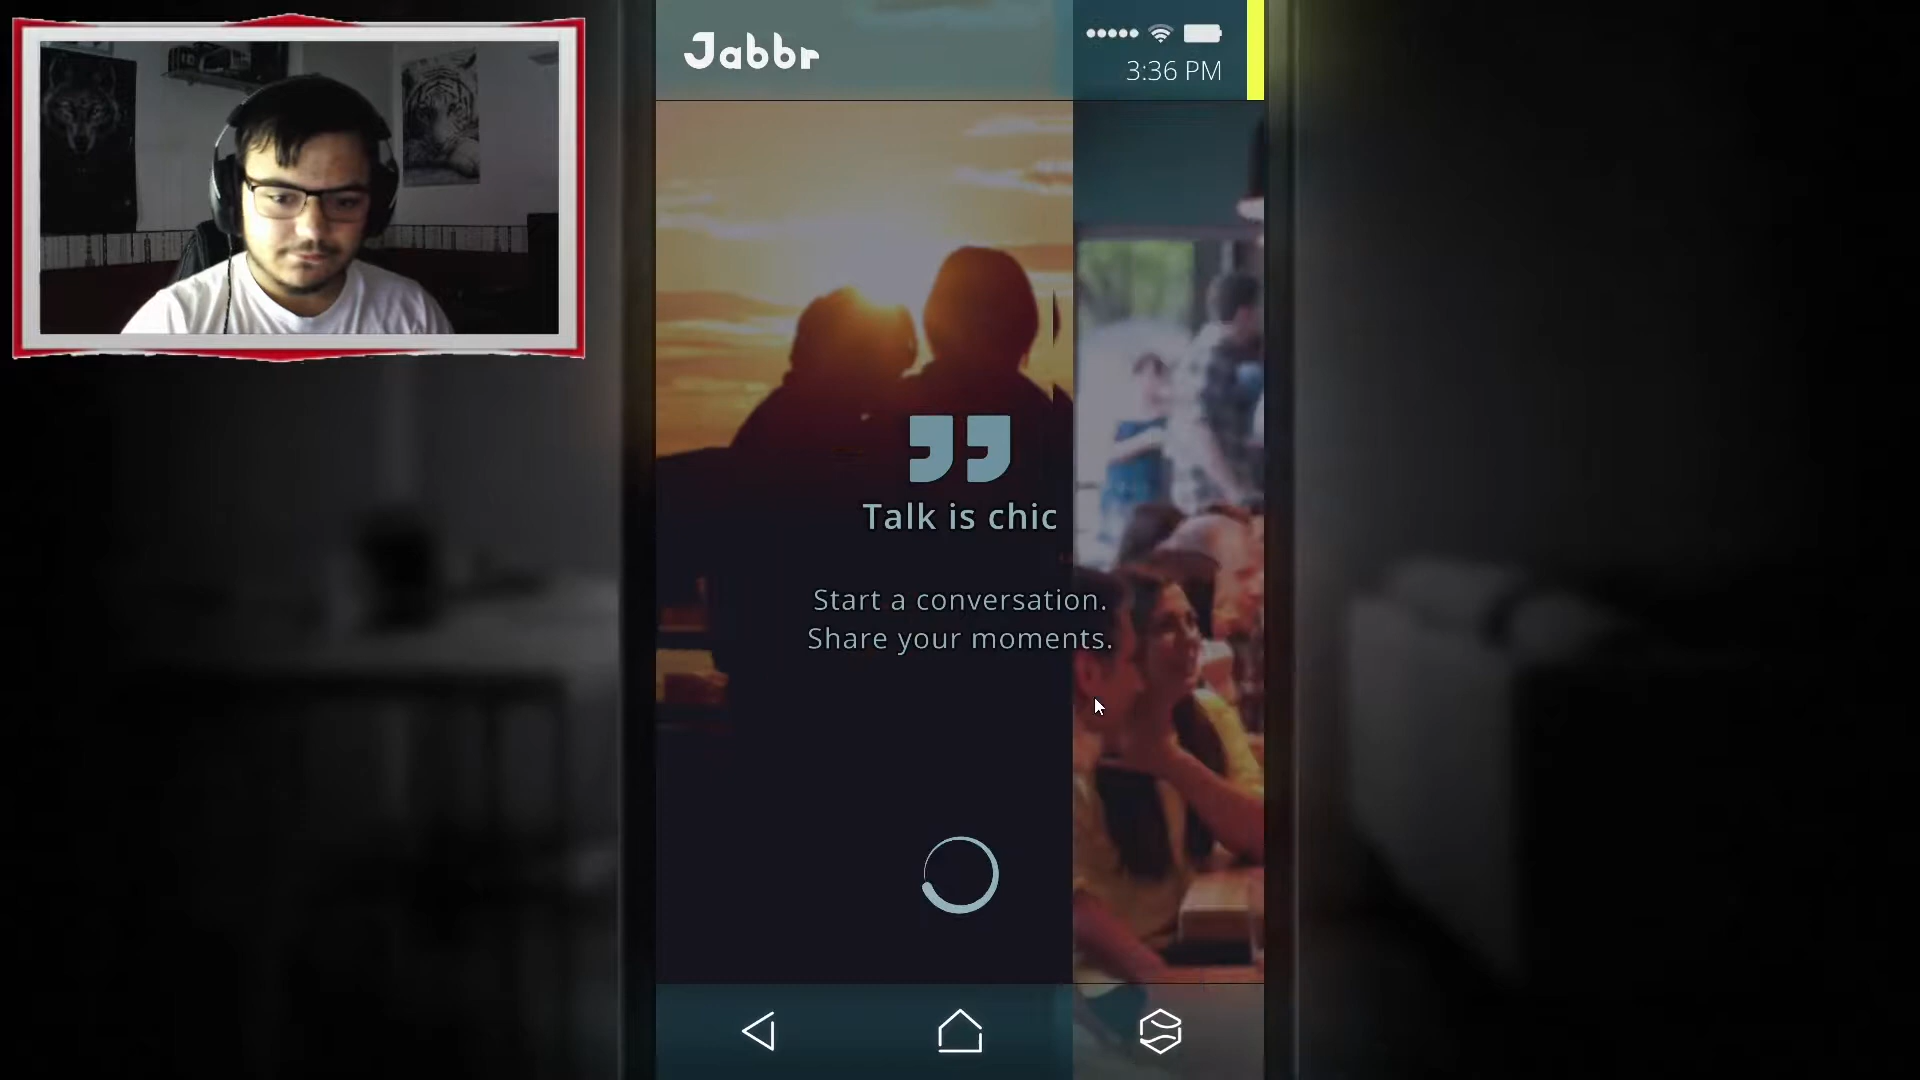 Jabbr
3:36 PM
Talk is chic
Start a conversation.
Share your moments.